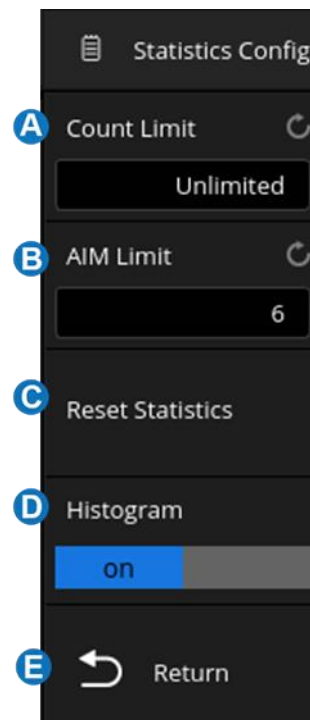 Statistics Config
A Count Limit
Unlimited
B AIM Limit
6
C Reset Statistics
D Histogram
on
E Return